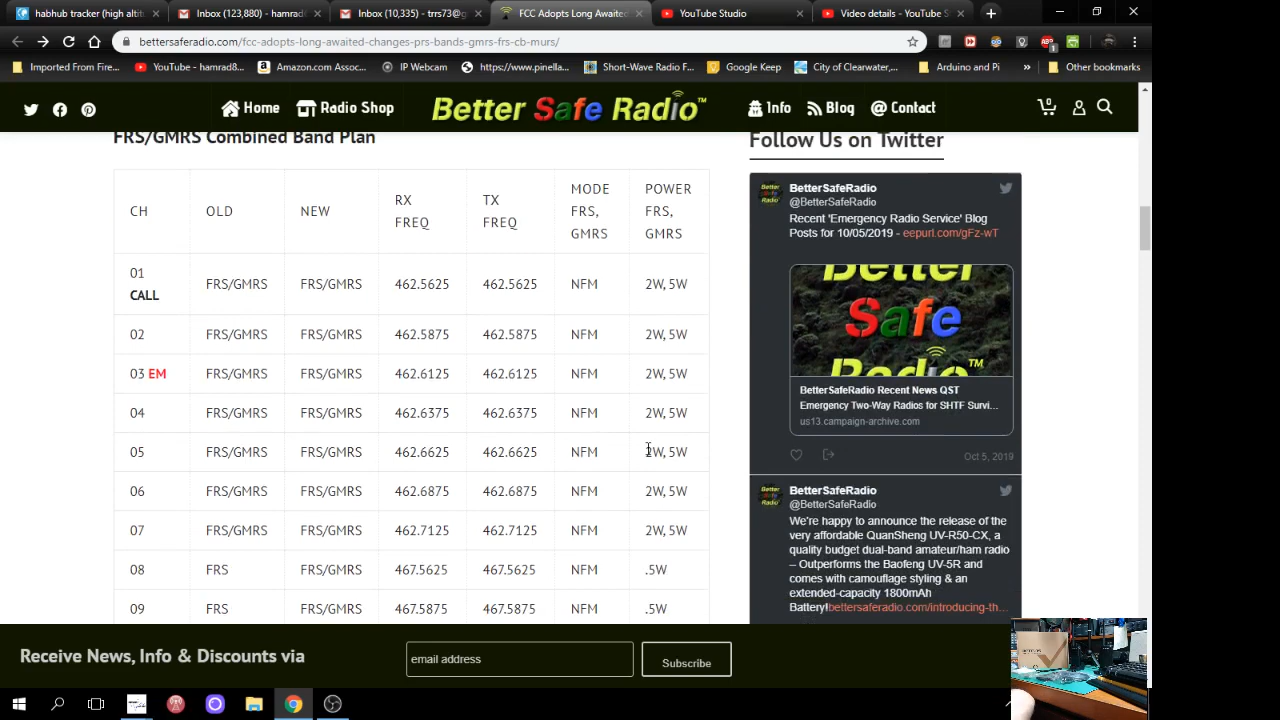 habhub tracker (high altit
Inbox (123,880) - hamrad
Inbox (10,335) - trrs73@g
FCC Adopts Long Awaited
YouTube Studio
Video details - YouTube S
bettersaferadio.com/fcc-adopts-long-awaited-changes-prs-bands-gmrs-frs-cb-murs/
ABP
1
Imported From Fire...
YouTube - hamrad8...
Amazon.com Assoc...
IP Webcam
https://www.pinella...
Short-Wave Radio F...
Google Keep
City of Clearwater,...
Arduino and Pi
»
Other bookmarks
Home
Radio Shop
Better Safe Radio™
Info
Blog
Contact
0
FRS/GMRS Combined Band Plan
CH OLD NEW RX FREQ TX FREQ MODE FRS, GMRS POWER FRS, GMRS
01 CALL FRS/GMRS FRS/GMRS 462.5625 462.5625 NFM 2W, 5W
02 FRS/GMRS FRS/GMRS 462.5875 462.5875 NFM 2W, 5W
03 EM FRS/GMRS FRS/GMRS 462.6125 462.6125 NFM 2W, 5W
04 FRS/GMRS FRS/GMRS 462.6375 462.6375 NFM 2W, 5W
05 FRS/GMRS FRS/GMRS 462.6625 462.6625 NFM 2W, 5W
06 FRS/GMRS FRS/GMRS 462.6875 462.6875 NFM 2W, 5W
07 FRS/GMRS FRS/GMRS 462.7125 462.7125 NFM 2W, 5W
08 FRS FRS/GMRS 467.5625 467.5625 NFM .5W
09 FRS FRS/GMRS 467.5875 467.5875 NFM .5W
Follow Us on Twitter
BetterSafeRadio
@BetterSafeRadio
Recent 'Emergency Radio Service' Blog
Posts for 10/05/2019 - eepurl.com/gFz-wT
Better
Safe
Radio™
BetterSafeRadio Recent News QST
Emergency Two-Way Radios for SHTF Survi...
us13.campaign-archive.com
Oct 5, 2019
BetterSafeRadio
@BetterSafeRadio
We're happy to announce the release of the
very affordable QuanSheng UV-R50-CX, a
quality budget dual-band amateur/ham radio
– Outperforms the Baofeng UV-5R and
comes with camouflage styling & an
extended-capacity 1800mAh
Battery!bettersaferadio.com/introducing-th...
Receive News, Info & Discounts via
email address
Subscribe